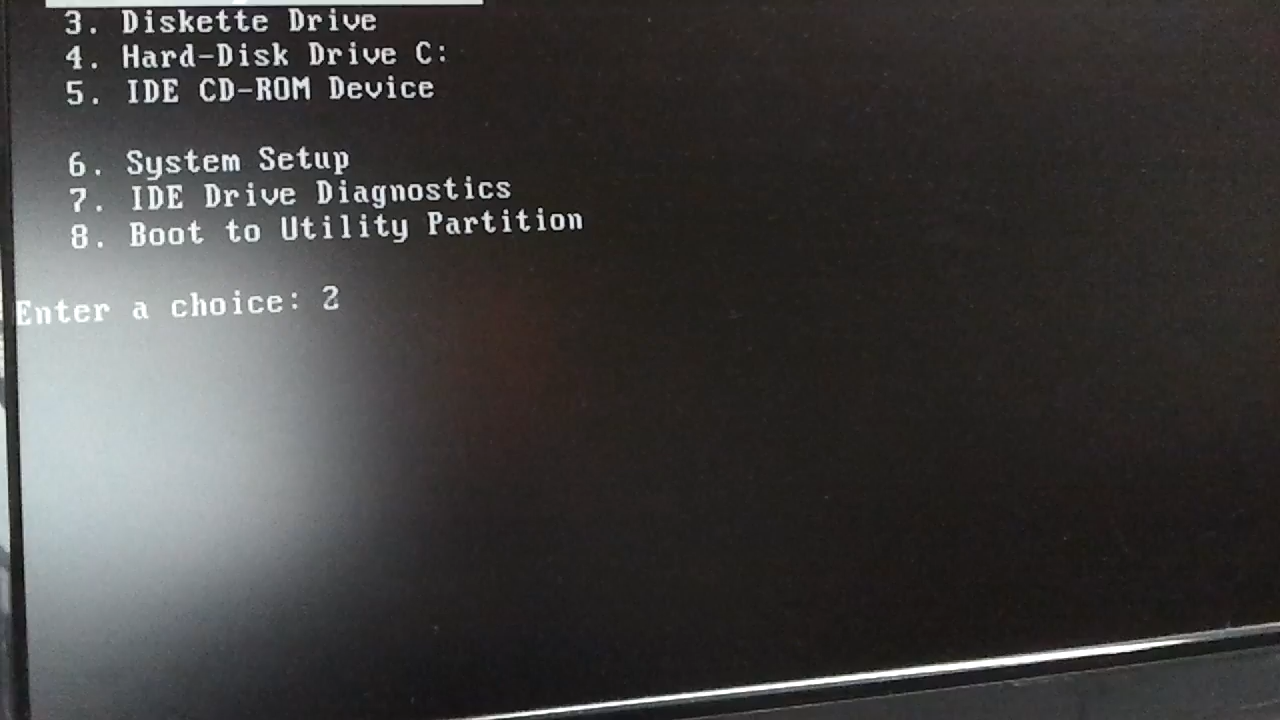 3. Diskette Drive
4. Hard-Disk Drive C:
5. IDE CD-ROM Device
6. System Setup
7. IDE Drive Diagnostics
8. Boot to Utility Partition
Enter a choice: 2